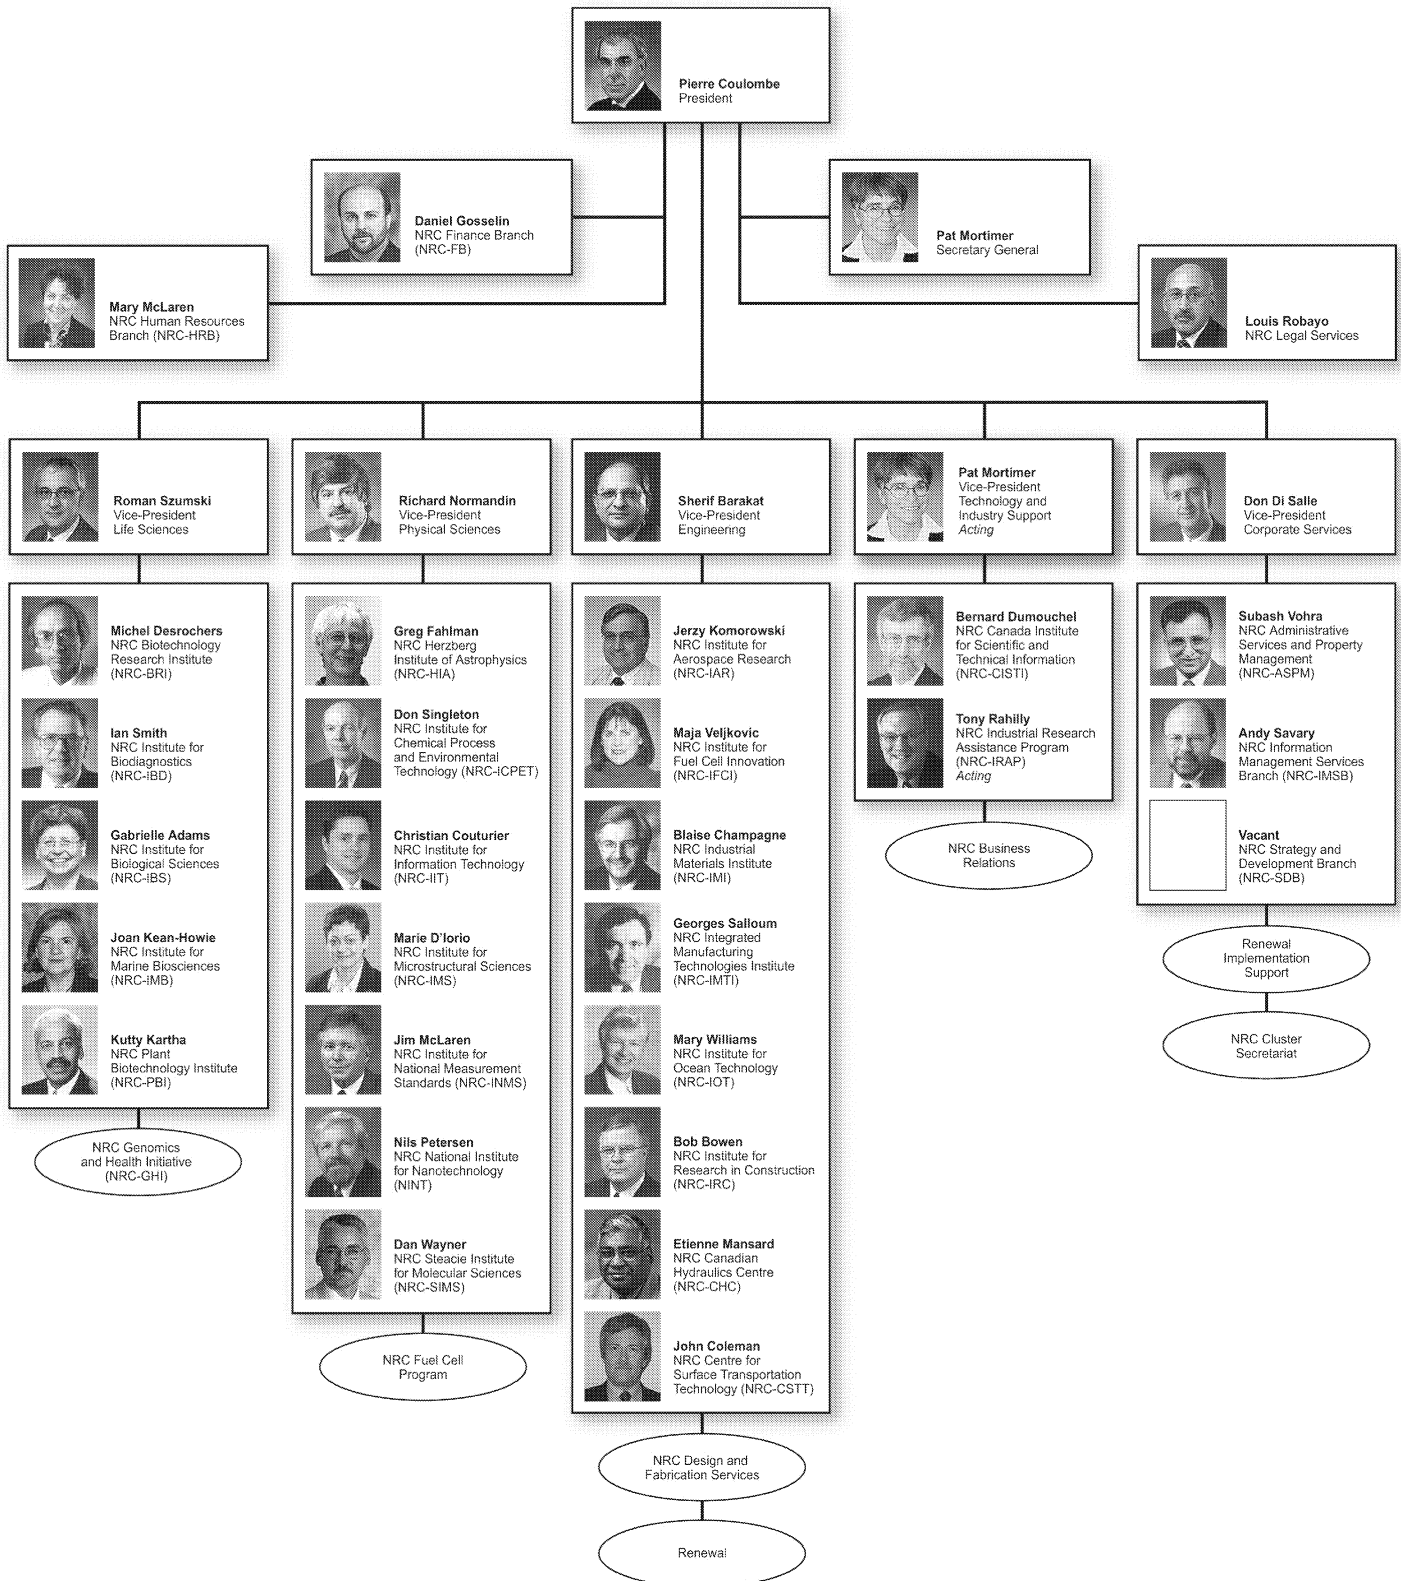 Pierre Coulombe
President
Daniel Gosselin
NRC Finance Branch
(NRC-FB)
Pat Mortimer
Secretary General
Mary McLaren
NRC Human Resources
Branch (NRC-HRB)
Louis Robayo
NRC Legal Services
Roman Szumski
Vice-President
Life Sciences
Richard Normandin
Vice-President
Physical Sciences
Sherif Barakat
Vice-President
Engineering
Pat Mortimer
Vice-President
Technology and
Industry Support
Acting
Don Di Salle
Vice-President
Corporate Services
Michel Desrochers
NRC Biotechnology
Research Institute
(NRC-BRI)
Ian Smith
NRC Institute for
Biodiagnostics
(NRC-IBD)
Gabrielle Adams
NRC Institute for
Biological Sciences
(NRC-IBS)
Joan Kean-Howie
NRC Institute for
Marine Biosciences
(NRC-IMB)
Kutty Kartha
NRC Plant
Biotechnology Institute
(NRC-PBI)
NRC Genomics
and Health Initiative
(NRC-GHI)
Greg Fahlman
NRC Herzberg
Institute of Astrophysics
(NRC-HIA)
Don Singleton
NRC Institute for
Chemical Process
and Environmental
Technology (NRC-ICPET)
Christian Couturier
NRC Institute for
Information Technology
(NRC-IIT)
Marie D'Iorio
NRC Institute for
Microstructural Sciences
(NRC-IMS)
Jim McLaren
NRC Institute for
National Measurement
Standards (NRC-INMS)
Nils Petersen
NRC National Institute
for Nanotechnology
(NINT)
Dan Wayner
NRC Steacie Institute
for Molecular Sciences
(NRC-SIMS)
NRC Fuel Cell
Program
Jerzy Komorowski
NRC Institute for
Aerospace Research
(NRC-IAR)
Maja Veljkovic
NRC Institute for
Fuel Cell Innovation
(NRC-IFCI)
Blaise Champagne
NRC Industrial
Materials Institute
(NRC-IMI)
Georges Salloum
NRC Integrated
Manufacturing
Technologies Institute
(NRC-IMTI)
Mary Williams
NRC Institute for
Ocean Technology
(NRC-IOT)
Bob Bowen
NRC Institute for
Research in Construction
(NRC-IRC)
Etienne Mansard
NRC Canadian
Hydraulics Centre
(NRC-CHC)
John Coleman
NRC Centre for
Surface Transportation
Technology (NRC-CSTT)
NRC Design and
Fabrication Services
Renewal
Bernard Dumouchel
NRC Canada Institute
for Scientific and
Technical Information
(NRC-CISTI)
Tony Rahilly
NRC Industrial Research
Assistance Program
(NRC-IRAP)
Acting
NRC Business
Relations
Subash Vohra
NRC Administrative
Services and Property
Management
(NRC-ASPM)
Andy Savary
NRC Information
Management Services
Branch (NRC-IMSB)
Vacant
NRC Strategy and
Development Branch
(NRC-SDB)
Renewal
Implementation
Support
NRC Cluster
Secretariat